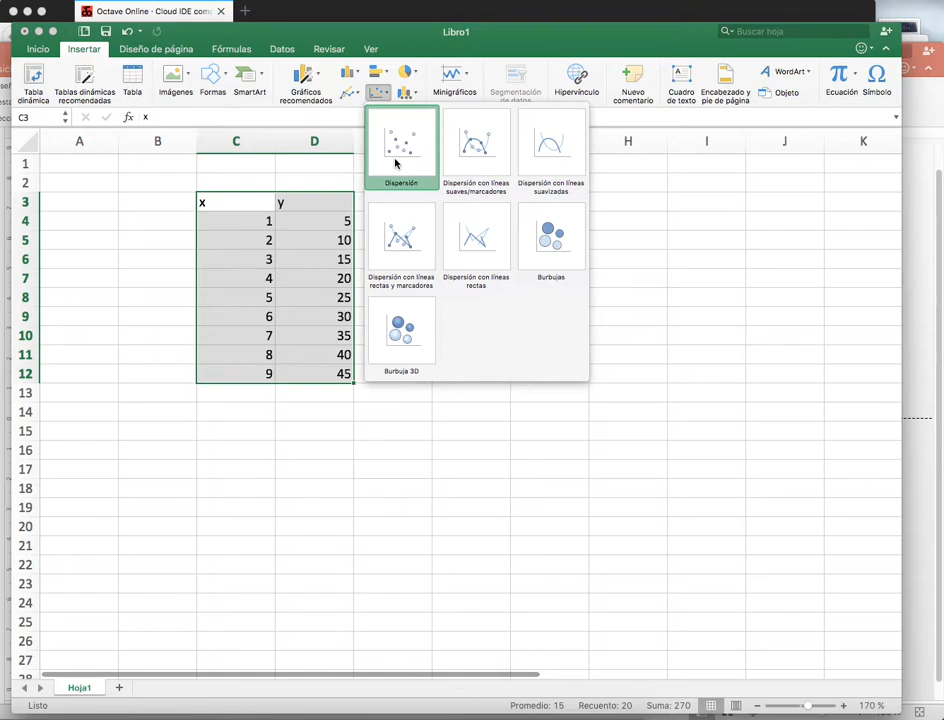 Octave Online · Cloud IDE com
Libro1
Buscar hoja
Inicio Insertar Diseño de página Fórmulas Datos Revisar Ver
Tabla dinámica
Tablas dinámicas recomendadas
Tabla
Imágenes
Formas
SmartArt
Gráficos recomendados
Minigráficos
Segmentación de datos
Hipervínculo
Nuevo comentario
Cuadro de texto
Encabezado y pie de página
WordArt
Objeto
Ecuación
Símbolo
C3 fx x
A B C D H I J K
1
2
3 x y
4 1 5
5 2 10
6 3 15
7 4 20
8 5 25
9 6 30
10 7 35
11 8 40
12 9 45
13
14
15
16
17
18
19
20
21
22
23
24
25
26
27
28
Dispersión
Dispersión con líneas suaves/marcadores
Dispersión con líneas suavizadas
Dispersión con líneas rectas y marcadores
Dispersión con líneas rectas
Burbujas
Burbuja 3D
Hoja1
Listo
Promedio: 15 Recuento: 20 Suma: 270
170 %